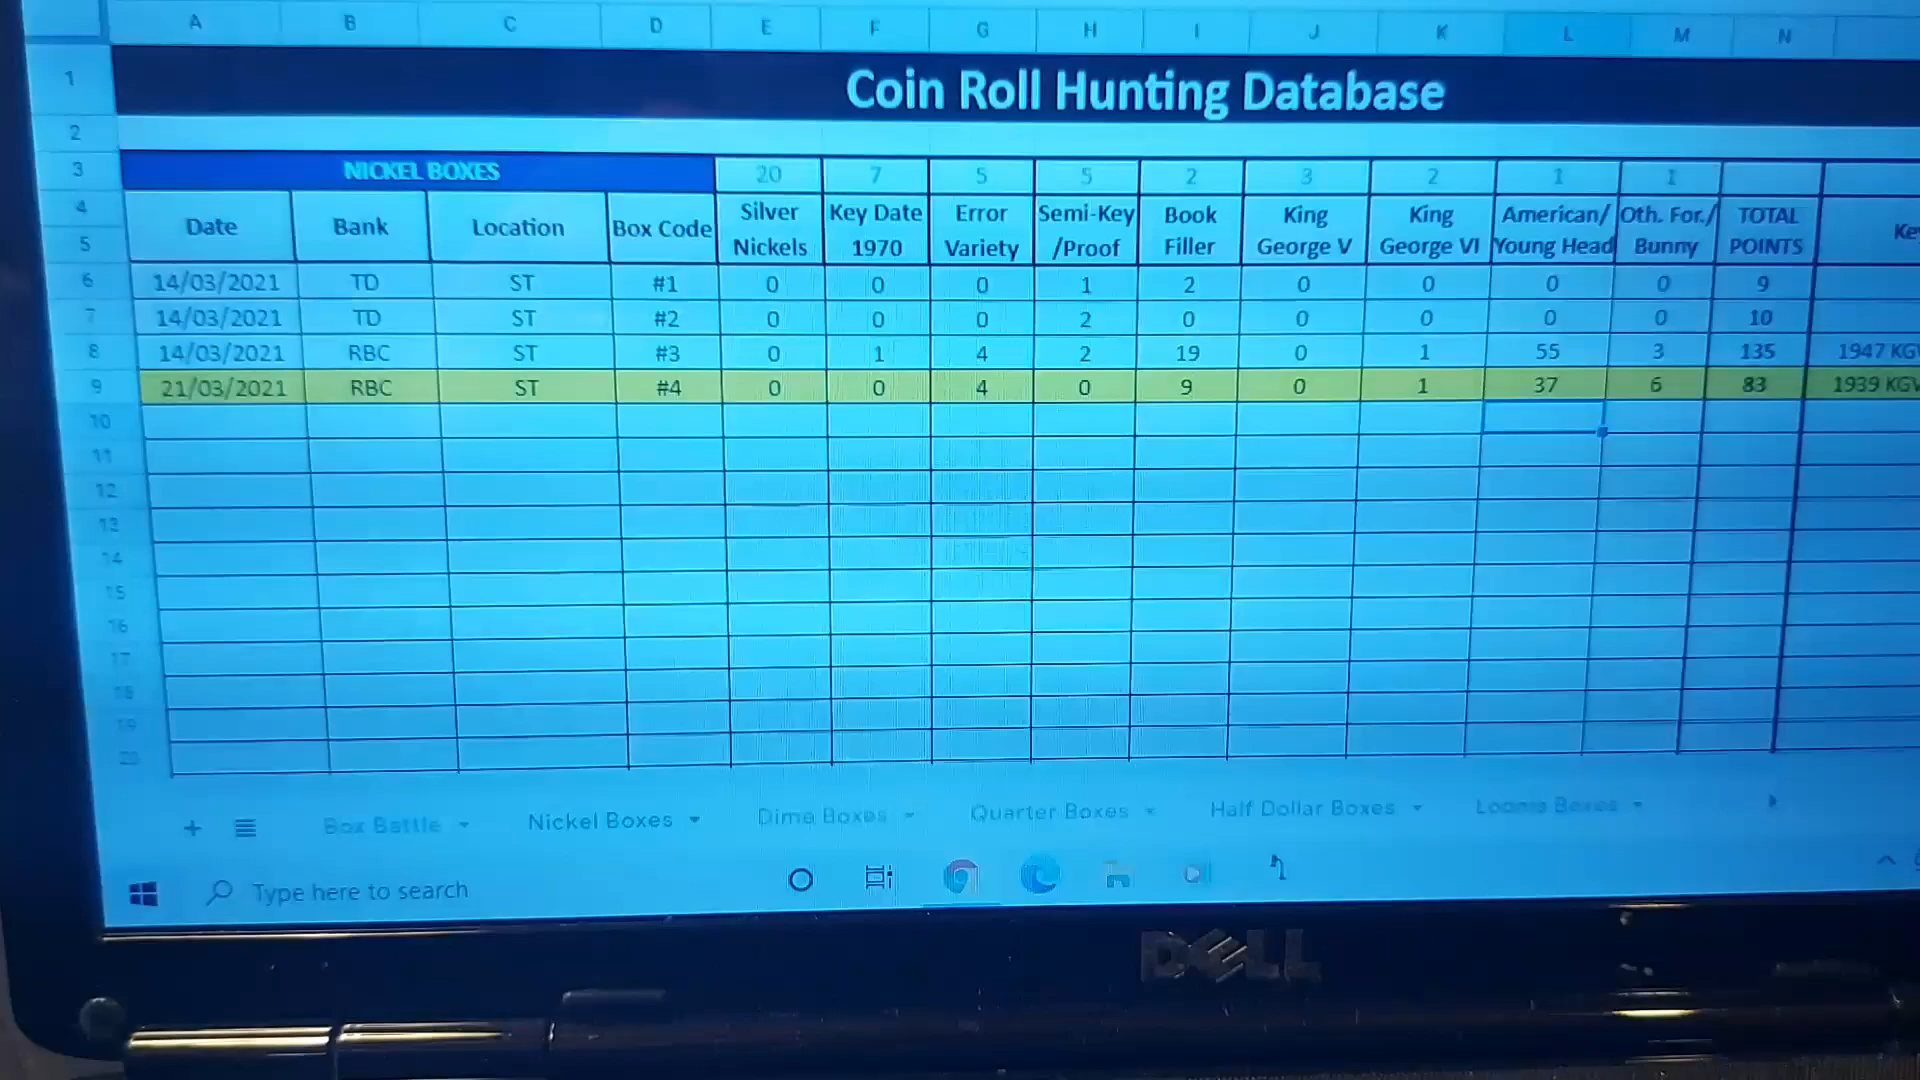 A B C D E F G H I J K L M N
1 Coin Roll Hunting Database
2
3 NICKEL BOXES 20 7 5 5 2 3 2 1 1
4 Date Bank Location Box Code Silver Key Date Error Semi-Key Book King King American/ Oth. For./ TOTAL
5 Nickels 1970 Variety /Proof Filler George V George VI Young Head Bunny POINTS
6 14/03/2021 TD ST #1 0 0 0 1 2 0 0 0 0 9
7 14/03/2021 TD ST #2 0 0 0 2 0 0 0 0 0 10
8 14/03/2021 RBC ST #3 0 1 4 2 19 0 1 55 3 135 1947 KGV
9 21/03/2021 RBC ST #4 0 0 4 0 9 0 1 37 6 83 1939 KGV
10
11
12
13
14
15
16
17
18
19
20
Box Battle Nickel Boxes Dime Boxes Quarter Boxes Half Dollar Boxes Loonie Boxes
Type here to search
DELL